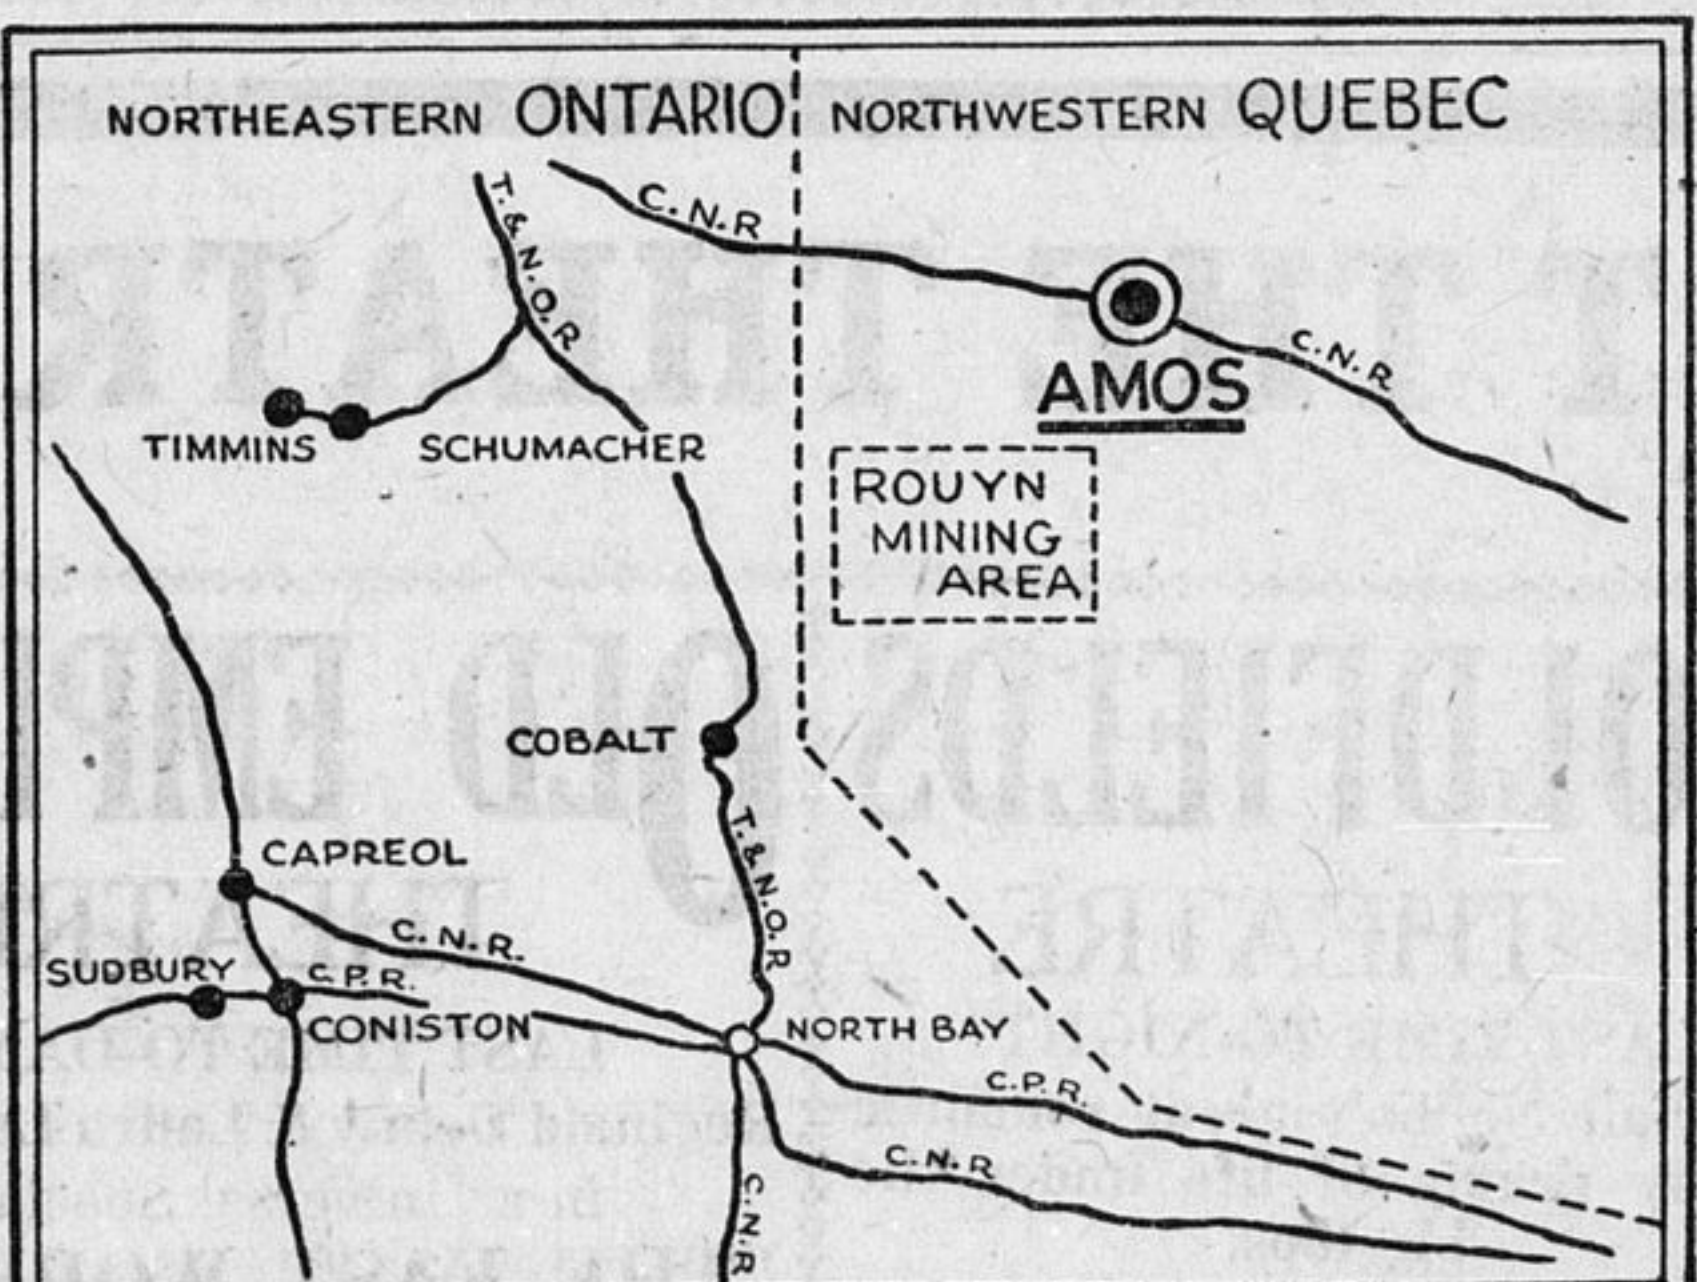 NORTHEASTERN ONTARIO
NORTHWESTERN QUEBEC
T. & N. O. R
C. N. R
AMOS
C. N. R
TIMMINS
SCHUMACHER
ROUYN
MINING
AREA
COBALT
T. & N. O. R
CAPREOL
C. N. R.
SUDBURY
C. P. R.
CONISTON
NORTH BAY
C. P. R.
C. N. R
C. N. R